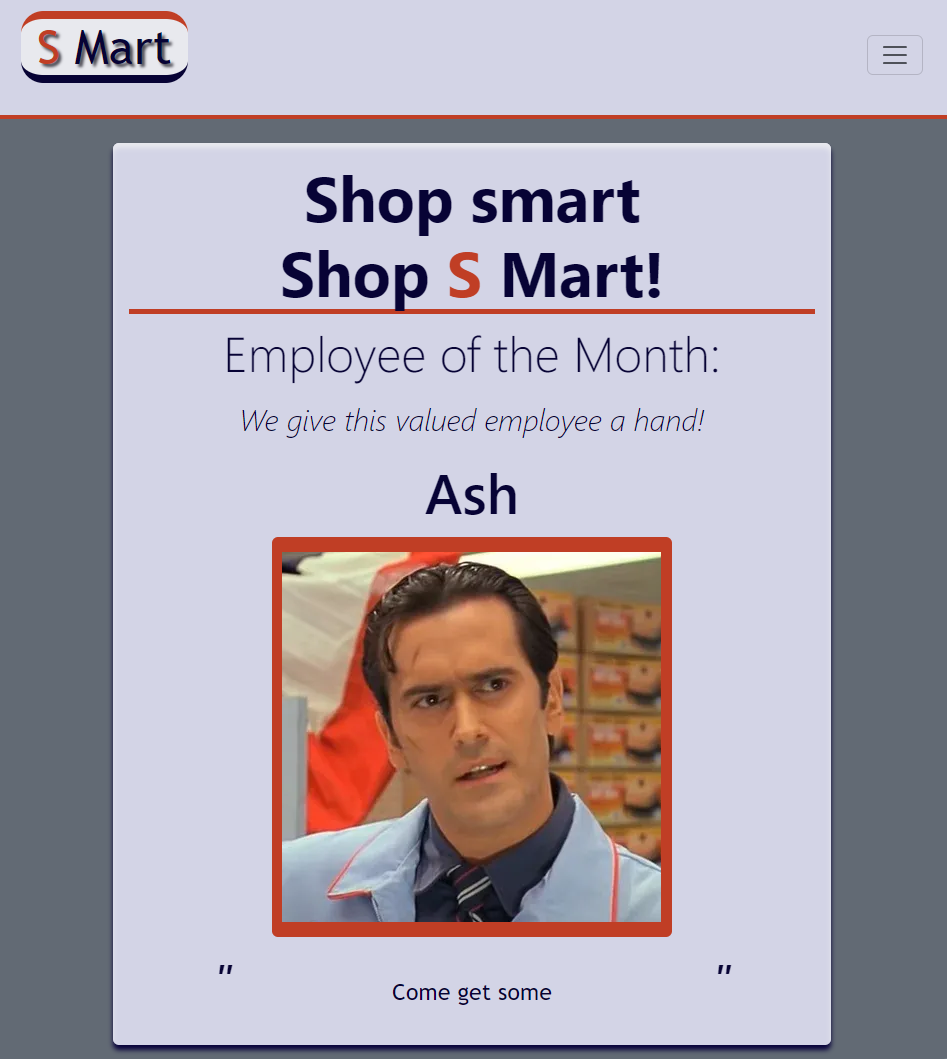 S Mart
Shop smart
Shop S Mart!
Employee of the Month:
We give this valued employee a hand!
Ash
" Come get some "